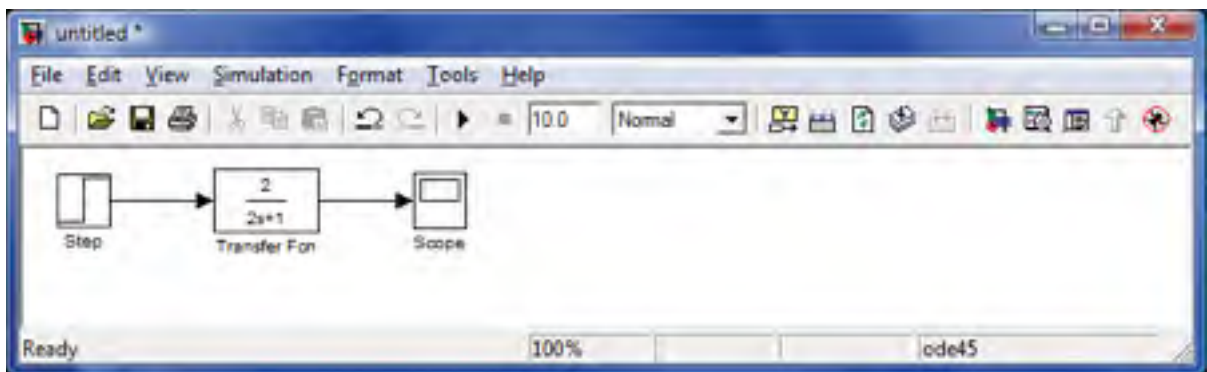 untitled *
File Edit View Simulation Format Tools Help
10.0 Normal
2
2s+1
Step Transfer Fcn Scope
Ready 100% ode45